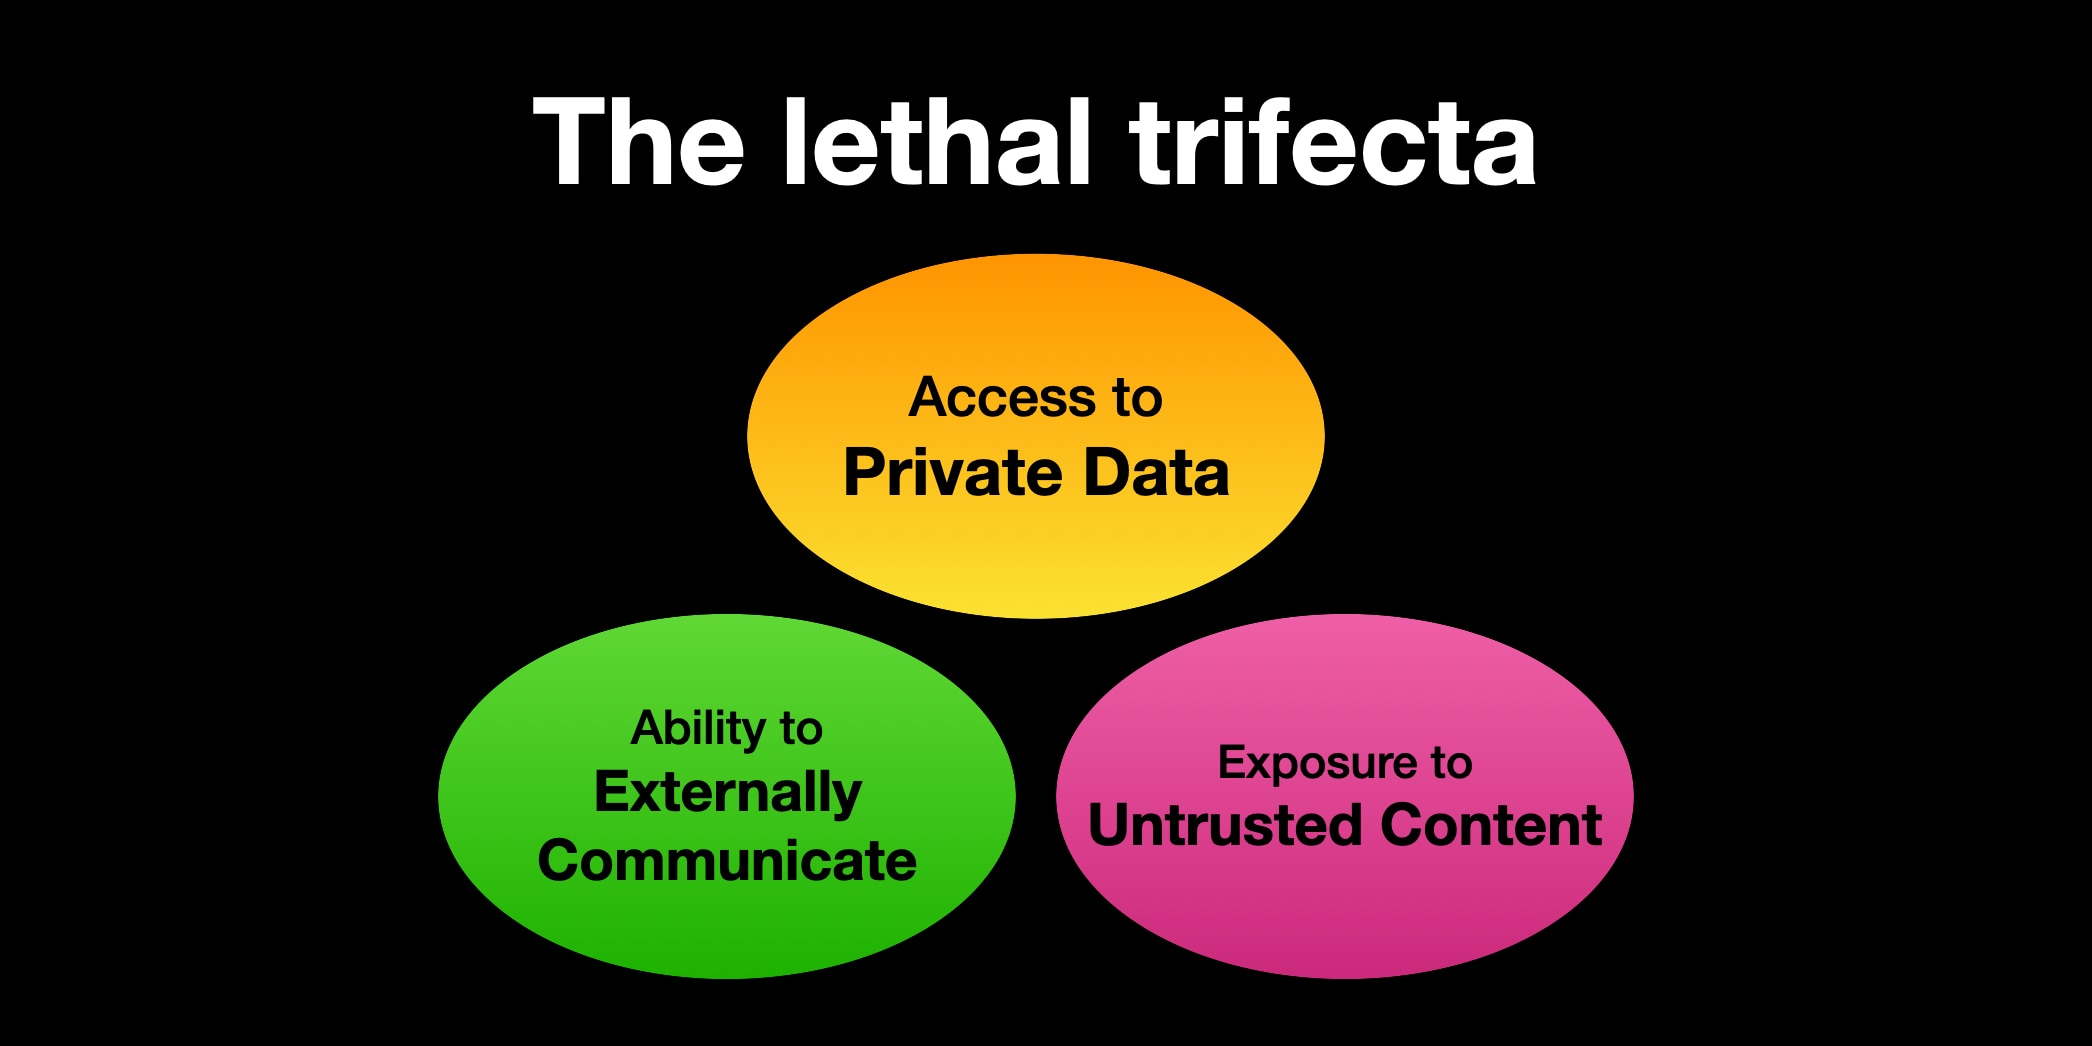 The lethal trifecta
Access to
Private Data
Ability to
Externally
Communicate
Exposure to
Untrusted Content